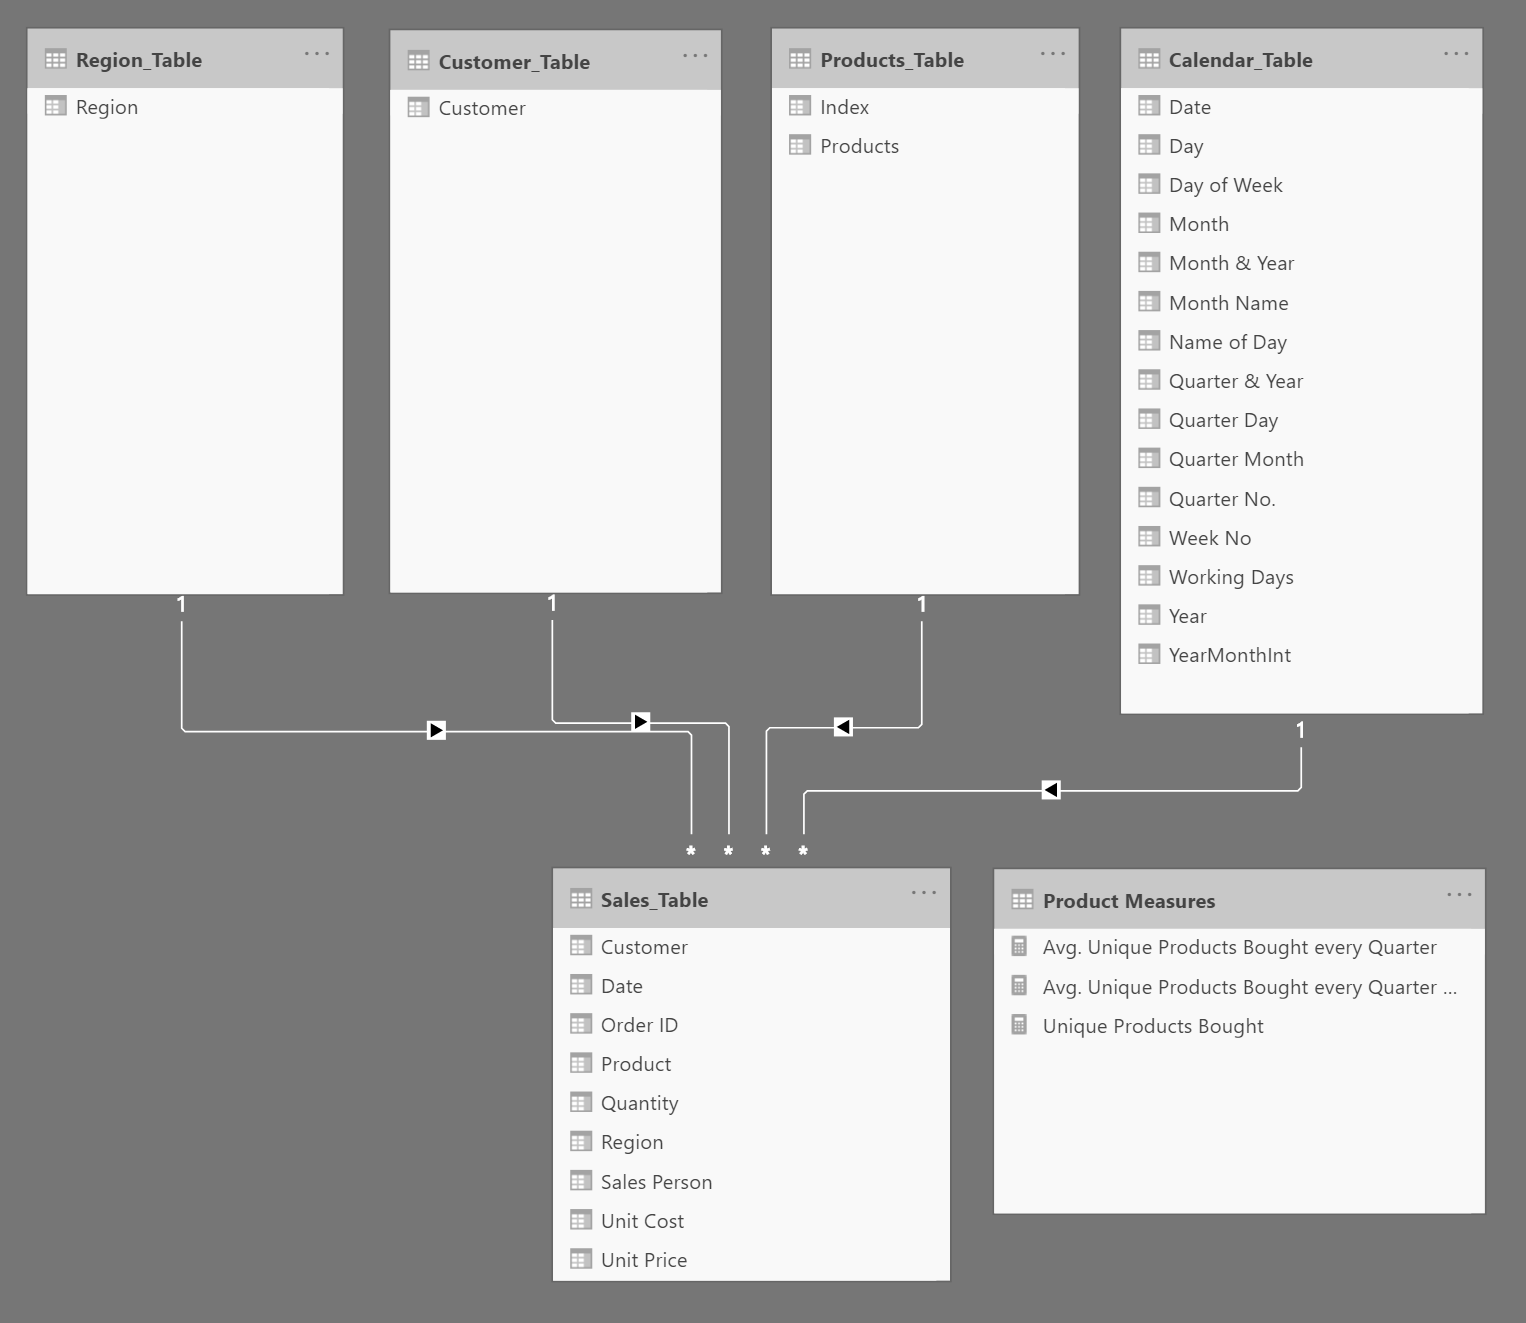 Region_Table
...
Region
Customer_Table
...
Customer
Products_Table
...
Index
Products
Calendar_Table
...
Date
Day
Day of Week
Month
Month & Year
Month Name
Name of Day
Quarter & Year
Quarter Day
Quarter Month
Quarter No.
Week No
Working Days
Year
YearMonthInt
1
1
1
1
*
*
*
*
Sales_Table
...
Customer
Date
Order ID
Product
Quantity
Region
Sales Person
Unit Cost
Unit Price
Product Measures
...
Avg. Unique Products Bought every Quarter
Avg. Unique Products Bought every Quarter ...
Unique Products Bought